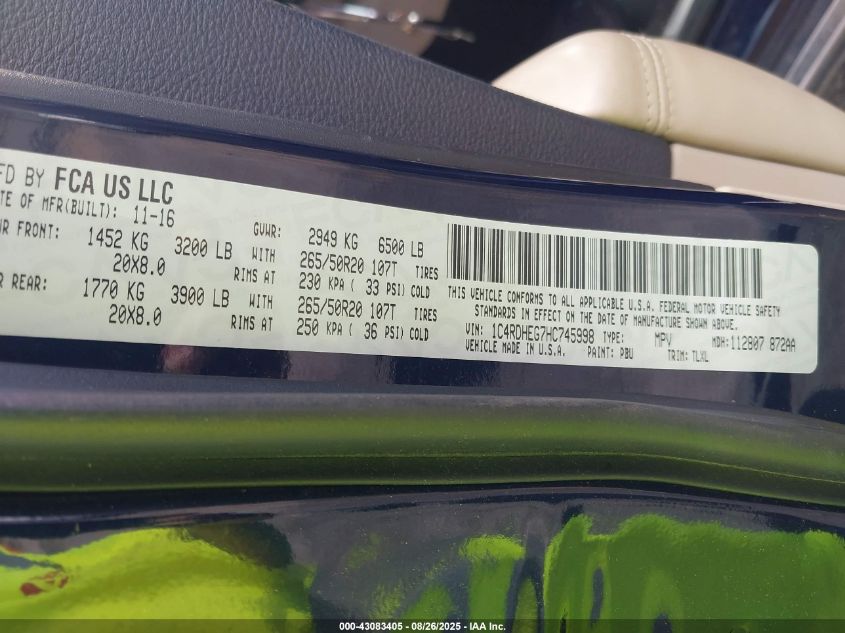 FD BY FCA US LLC
TE OF MFR(BUILT): 11-16 GVWR: 2949 KG 6500 LB
WR FRONT: 1452 KG 3200 LB WITH 265/50R20 107T TIRES
20X8.0 RIMS AT 230 KPA ( 33 PSI) COLD
REAR: 1770 KG 3900 LB WITH 265/50R20 107T TIRES
20X8.0 RIMS AT 250 KPA ( 36 PSI) COLD
THIS VEHICLE CONFORMS TO ALL APPLICABLE U.S.A. FEDERAL MOTOR VEHICLE SAFETY
STANDARDS IN EFFECT ON THE DATE OF MANUFACTURE SHOWN ABOVE.
VIN: 1C4RDHEG7HC745998 TYPE: MPV MDH: 112807 872AA
VEHICLE MADE IN U.S.A. PAINT: PBU TRIM: TLXL
000-43083405 - 08/26/2025 - IAA Inc.